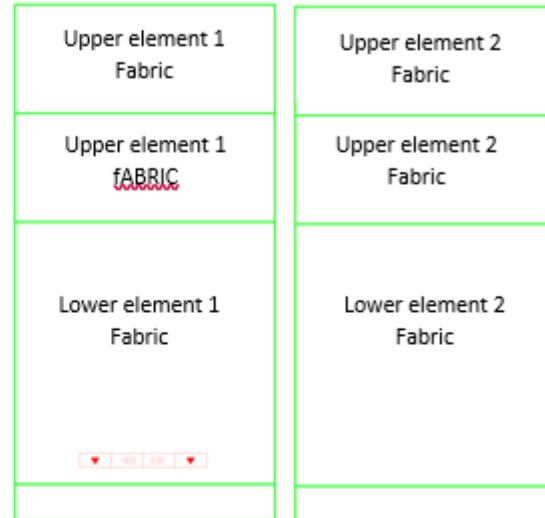 Upper element 1
Fabric
Upper element 2
Fabric
Upper element 1
fABRIC
Upper element 2
Fabric
Lower element 1
Fabric
Lower element 2
Fabric